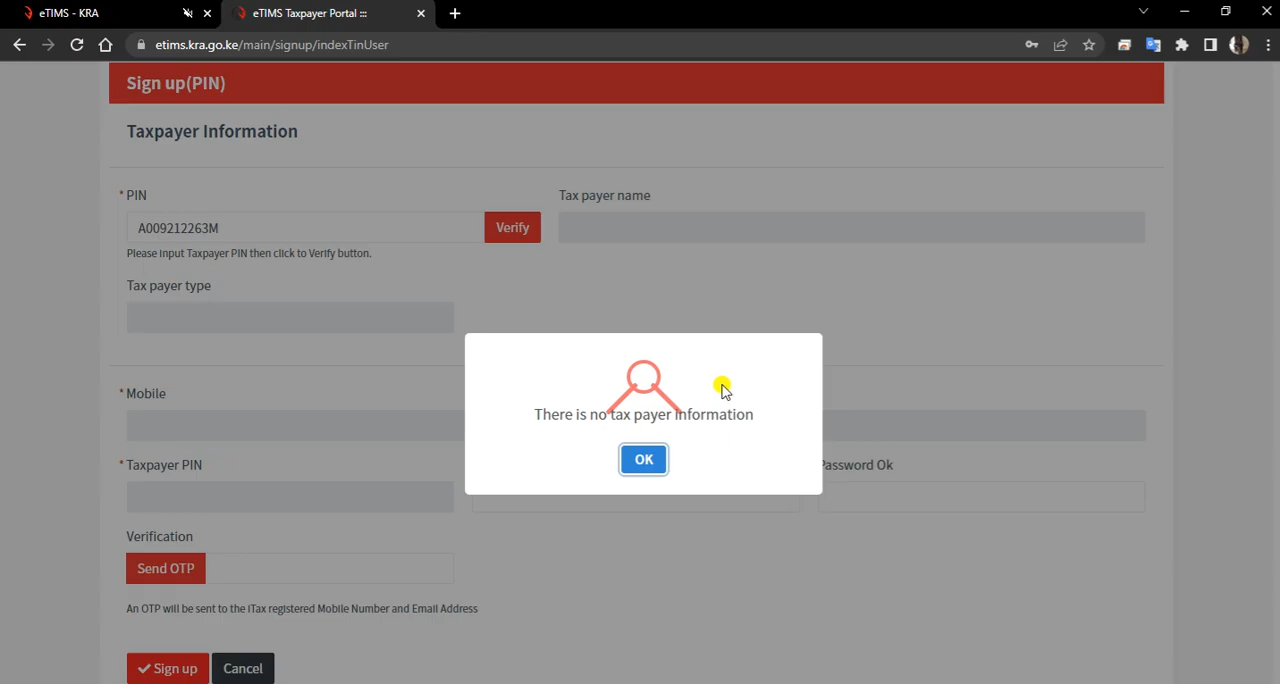 eTIMS - KRA
eTIMS Taxpayer Portal :::
etims.kra.go.ke/main/signup/indexTinUser
Sign up(PIN)
Taxpayer Information
* PIN
Tax payer name
A009212263M
Verify
Please Input Taxpayer PIN then click to Verify button.
Tax payer type
There is no tax payer information
OK
* Mobile
* Taxpayer PIN
Password Ok
Verification
Send OTP
An OTP will be sent to the iTax registered Mobile Number and Email Address
Sign up
Cancel